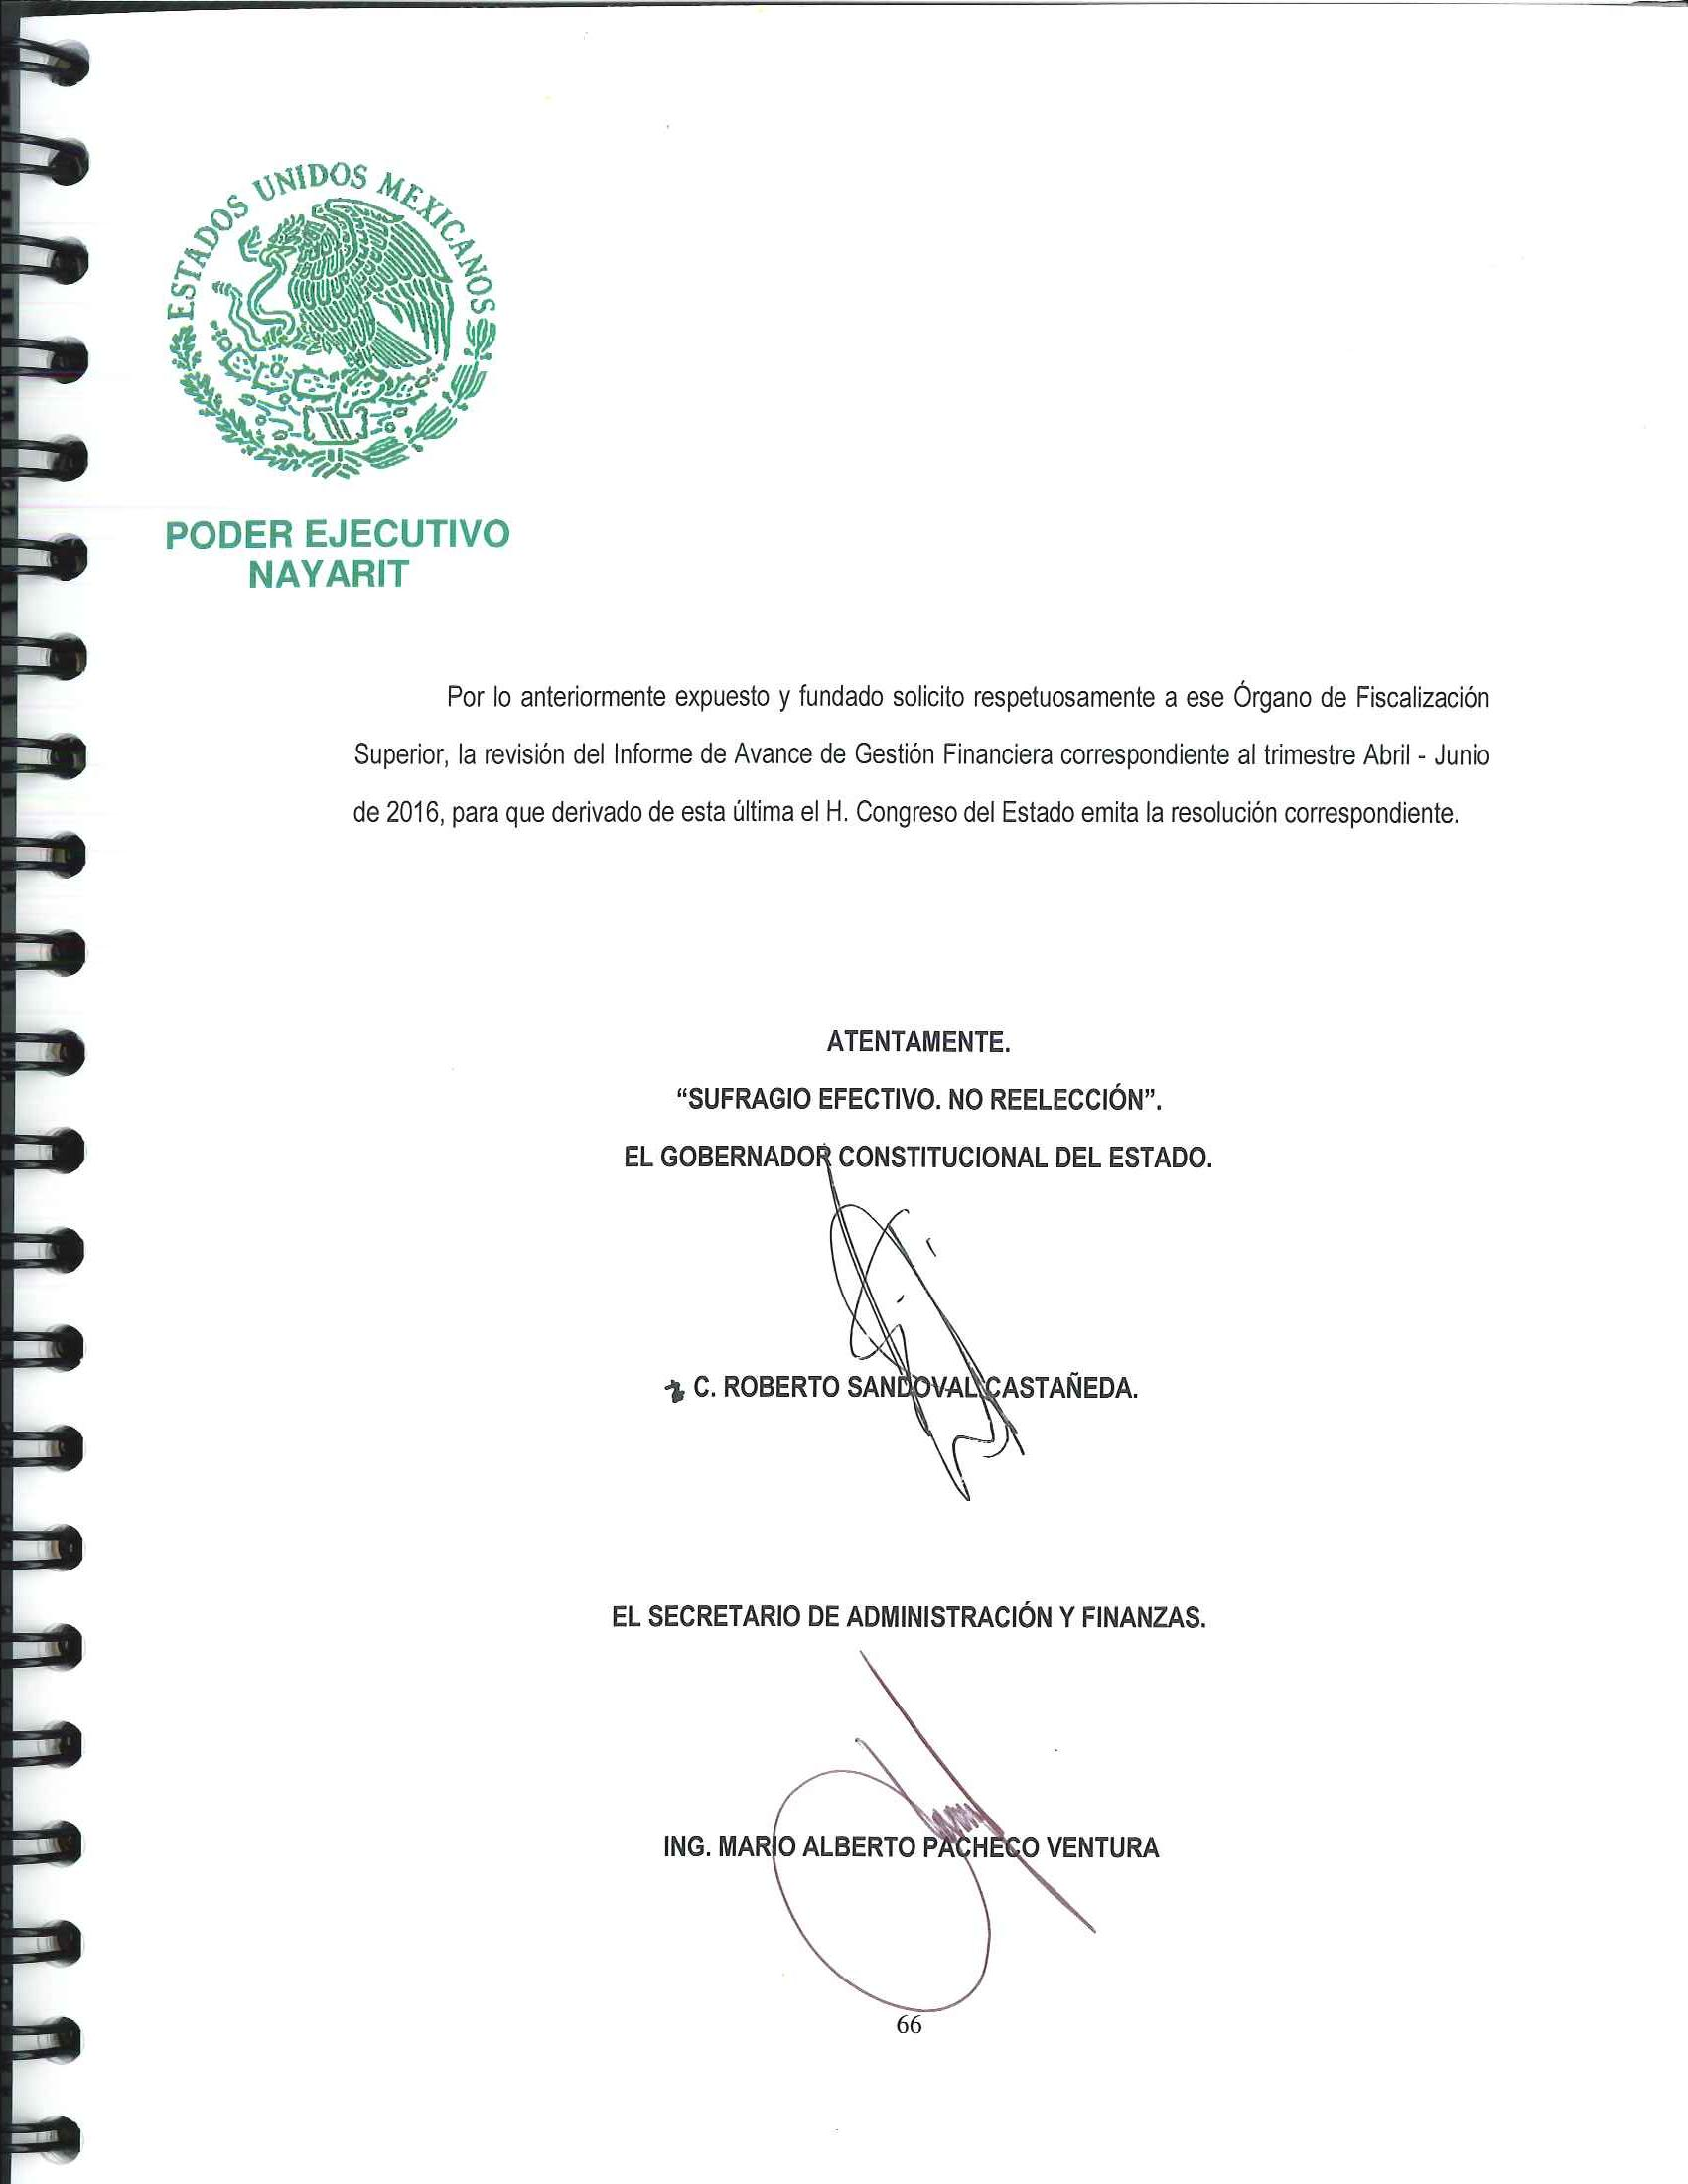 ESTADOS UNIDOS MEXICANOS
PODER EJECUTIVO
NAYARIT
Por lo anteriormente expuesto y fundado solicito respetuosamente a ese Órgano de Fiscalización
Superior, la revisión del Informe de Avance de Gestión Financiera correspondiente al trimestre Abril - Junio
de 2016, para que derivado de esta última el H. Congreso del Estado emita la resolución correspondiente.
ATENTAMENTE.
“SUFRAGIO EFECTIVO. NO REELECCIÓN”.
EL GOBERNADOR CONSTITUCIONAL DEL ESTADO.
C. ROBERTO SANDOVAL CASTAÑEDA.
EL SECRETARIO DE ADMINISTRACIÓN Y FINANZAS.
ING. MARIO ALBERTO PACHECO VENTURA
66